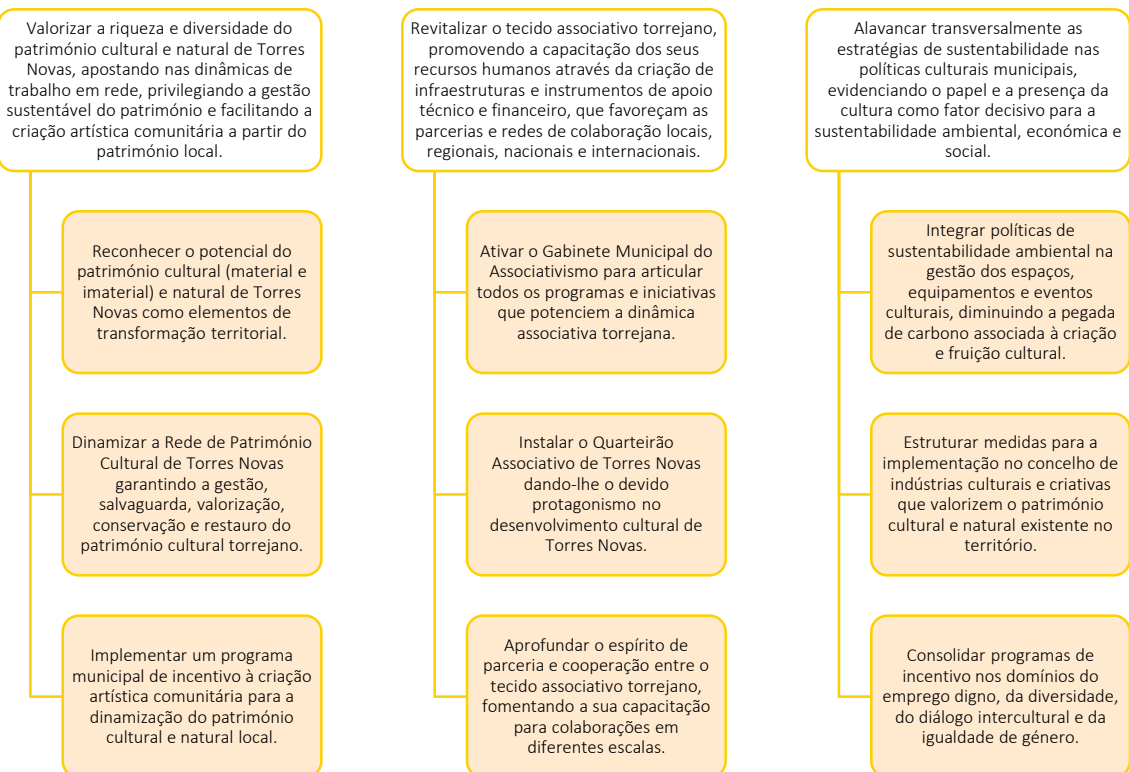 Valorizar a riqueza e diversidade do
património cultural e natural de Torres
Novas, apostando nas dinâmicas de
trabalho em rede, privilegiando a gestão
sustentável do património e facilitando a
criação artística comunitária a partir do
património local.
Reconhecer o potencial do
património cultural (material e
imaterial) e natural de Torres
Novas como elementos de
transformação territorial.
Dinamizar a Rede de Património
Cultural de Torres Novas
garantindo a gestão,
salvaguarda, valorização,
conservação e restauro do
património cultural torrejano.
Implementar um programa
municipal de incentivo à criação
artística comunitária para a
dinamização do património
cultural e natural local.
Revitalizar o tecido associativo torrejano,
promovendo a capacitação dos seus
recursos humanos através da criação de
infraestruturas e instrumentos de apoio
técnico e financeiro, que favoreçam as
parcerias e redes de colaboração locais,
regionais, nacionais e internacionais.
Ativar o Gabinete Municipal do
Associativismo para articular
todos os programas e iniciativas
que potenciem a dinâmica
associativa torrejana.
Instalar o Quarteirão
Associativo de Torres Novas
dando-lhe o devido
protagonismo no
desenvolvimento cultural de
Torres Novas.
Aprofundar o espírito de
parceria e cooperação entre o
tecido associativo torrejano,
fomentando a sua capacitação
para colaborações em
diferentes escalas.
Alavancar transversalmente as
estratégias de sustentabilidade nas
políticas culturais municipais,
evidenciando o papel e a presença da
cultura como fator decisivo para a
sustentabilidade ambiental, económica e
social.
Integrar políticas de
sustentabilidade ambiental na
gestão dos espaços,
equipamentos e eventos
culturais, diminuindo a pegada
de carbono associada à criação
e fruição cultural.
Estruturar medidas para a
implementação no concelho de
indústrias culturais e criativas
que valorizem o património
cultural e natural existente no
território.
Consolidar programas de
incentivo nos domínios do
emprego digno, da diversidade,
do diálogo intercultural e da
igualdade de género.